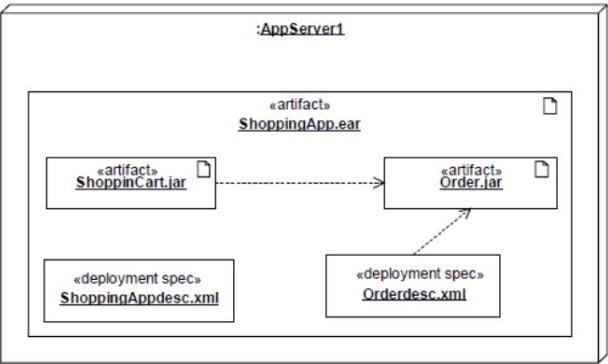 :AppServer1
«artifact»
ShoppingApp.ear
«artifact»
ShoppinCart.jar
«artifact»
Order.jar
«deployment spec»
ShoppingAppdesc.xml
«deployment spec»
Orderdesc.xml